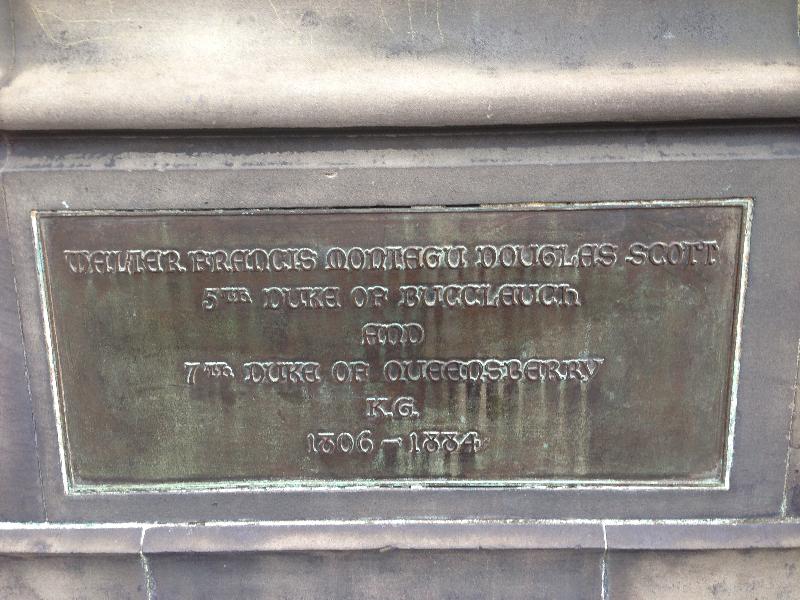 WALTER FRANCIS MONTAGU DOUGLAS SCOTT
5TH DUKE OF BUCCLEUCH
AND
7TH DUKE OF QUEENSBERRY
K.G.
1806 – 1884